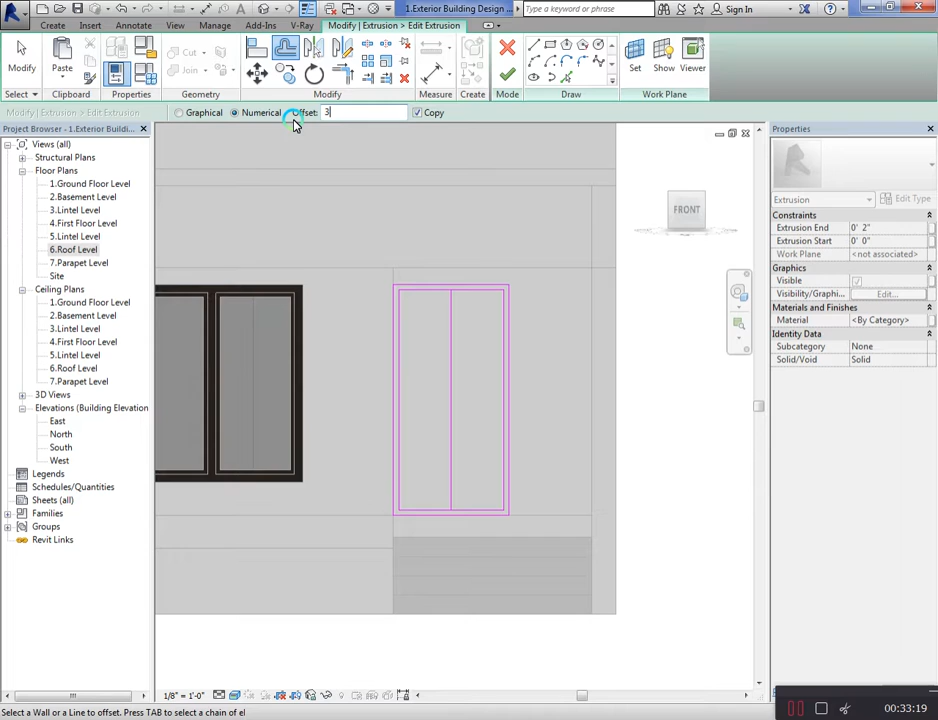 1.Exterior Building Design ...
Type a keyword or phrase
Sign In
Create Insert Annotate View Manage Add-Ins V-Ray Modify | Extrusion > Edit Extrusion
Modify Paste Cut Join Set Show Viewer
Select Clipboard Properties Geometry Modify Measure Create Mode Draw Work Plane
Modify | Extrusion > Edit Extrusion Graphical Numerical Offset: 3 Copy
Project Browser - 1.Exterior Buildi...
Views (all)
Structural Plans
Floor Plans
1.Ground Floor Level
2.Basement Level
3.Lintel Level
4.First Floor Level
5.Lintel Level
6.Roof Level
7.Parapet Level
Site
Ceiling Plans
1.Ground Floor Level
2.Basement Level
3.Lintel Level
4.First Floor Level
5.Lintel Level
6.Roof Level
7.Parapet Level
3D Views
Elevations (Building Elevation
East
North
South
West
Legends
Schedules/Quantities
Sheets (all)
Families
Groups
Revit Links
FRONT
Properties
Extrusion Edit Type
Constraints
Extrusion End 0' 2"
Extrusion Start 0' 0"
Work Plane <not associated>
Graphics
Visible
Visibility/Graphi... Edit...
Materials and Finishes
Material <By Category>
Identity Data
Subcategory None
Solid/Void Solid
1/8" = 1'-0"
Select a Wall or a Line to offset. Press TAB to select a chain of el
00:33:19